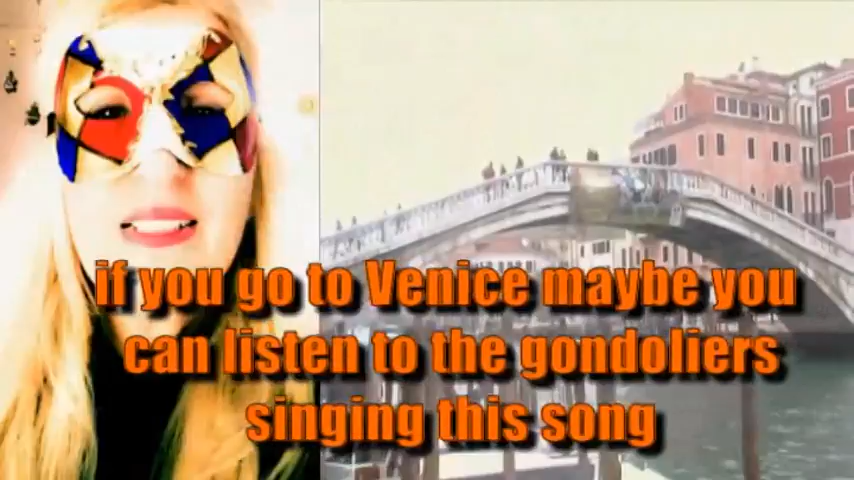 if you go to Venice maybe you
can listen to the gondoliers
singing this song